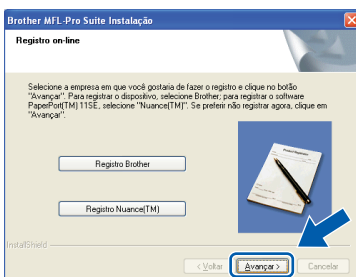 Brother MFL-Pro Suite Instalação
Registro on-line
Selecione a empresa em que você gostaria de fazer o registro e clique no botão
"Avançar". Para registrar o dispositivo, selecione Brother; para registrar o software
PaperPort(TM) 11SE, selecione "Nuance(TM)". Se preferir não registrar agora, clique em
"Avançar".
Registro Brother
Registro Nuance(TM)
InstallShield
< Voltar
Avançar >
Cancelar